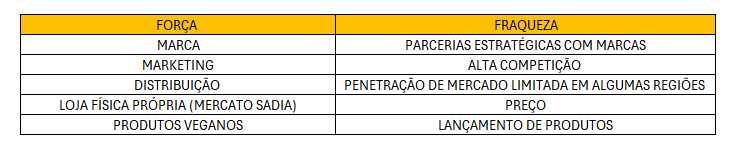 FORÇA FRAQUEZA
MARCA PARCERIAS ESTRATÉGICAS COM MARCAS
MARKETING ALTA COMPETIÇÃO
DISTRIBUIÇÃO PENETRAÇÃO DE MERCADO LIMITADA EM ALGUMAS REGIÕES
LOJA FÍSICA PRÓPRIA (MERCATO SADIA) PREÇO
PRODUTOS VEGANOS LANÇAMENTO DE PRODUTOS